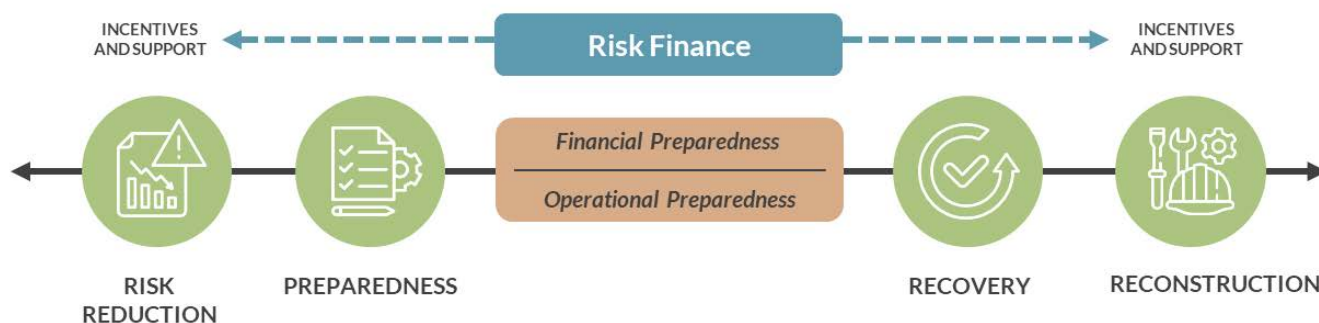 INCENTIVES
AND SUPPORT
Risk Finance
INCENTIVES
AND SUPPORT
Financial Preparedness
Operational Preparedness
RISK
REDUCTION
PREPAREDNESS
RECOVERY
RECONSTRUCTION